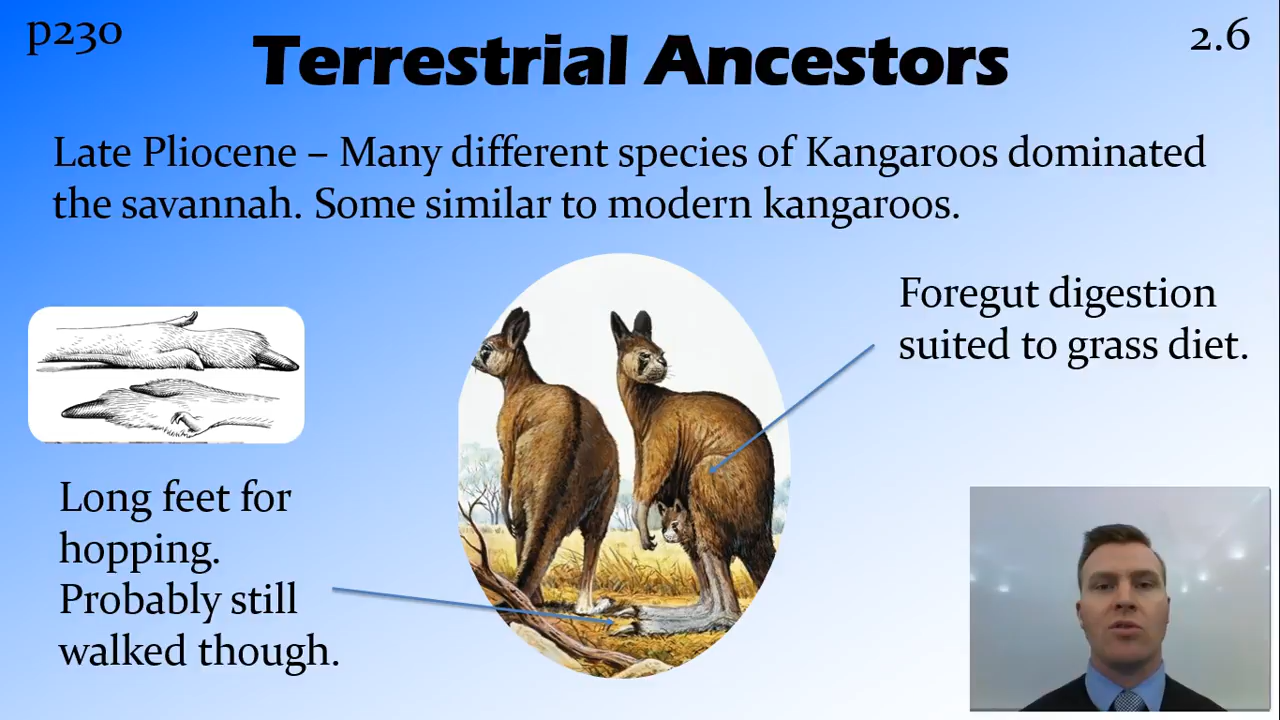 p230
Terrestrial Ancestors
2.6
Late Pliocene – Many different species of Kangaroos dominated
the savannah. Some similar to modern kangaroos.
Foregut digestion
suited to grass diet.
Long feet for
hopping.
Probably still
walked though.